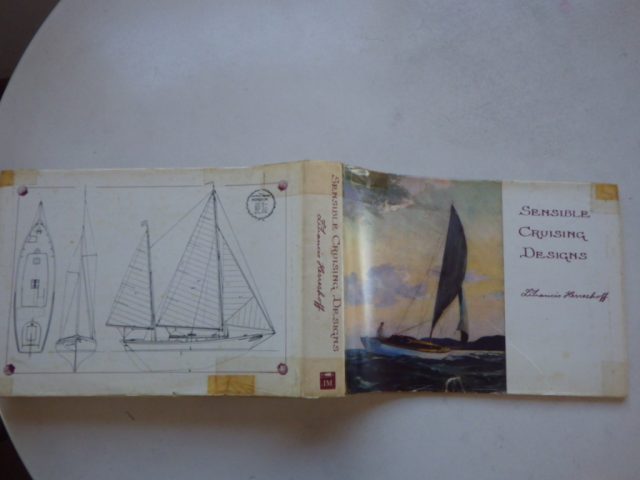 SENSIBLE CRUISING DESIGNS
L. Francis Herreshoff
IM
SENSIBLE
CRUISING
DESIGNS
L. Francis Herreshoff